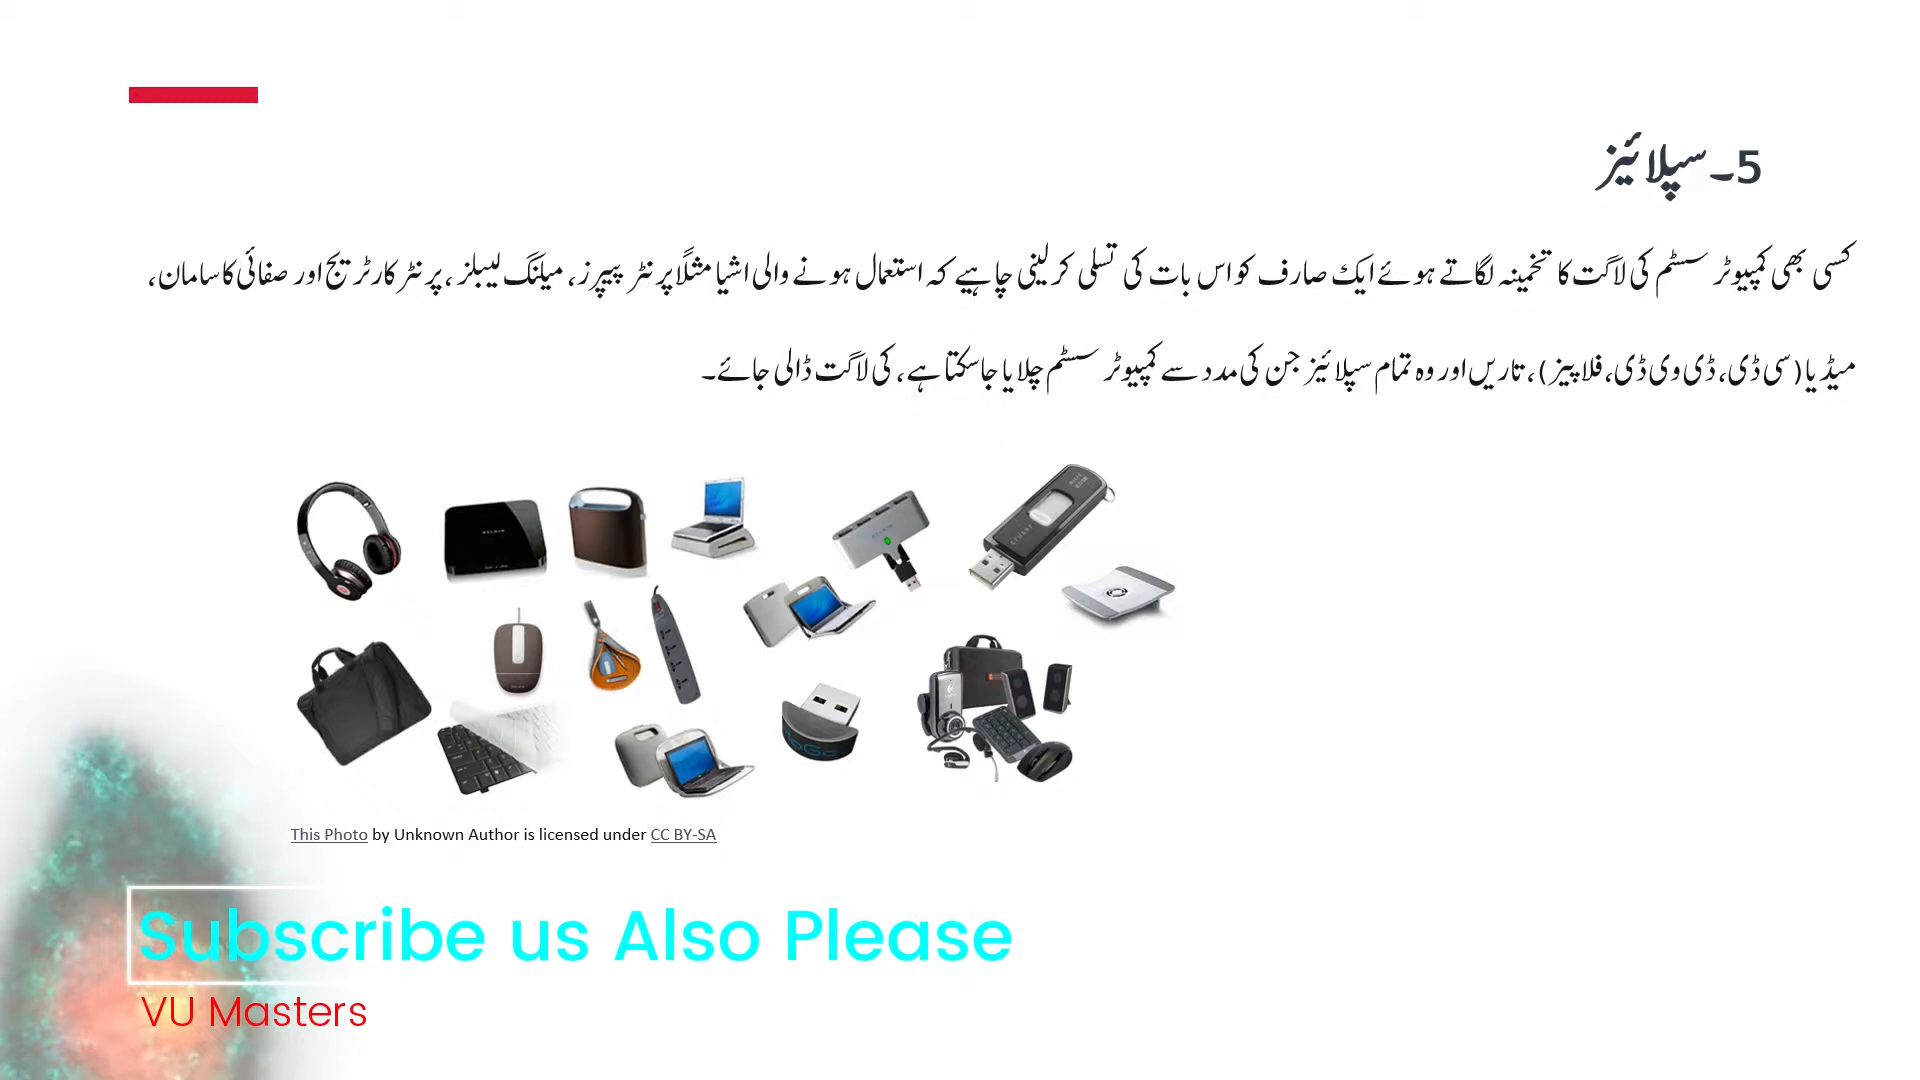 5۔سپلائیز
کسی بھی کمپیوٹر سسٹم کی لاگت کا تخمینہ لگاتے ہوئے ایک صارف کو اس بات کی تسلی کر لینی چاہیے کہ استعمال ہونے والی اشیا مثلاً پرنٹر پیپرز، میلنگ لیبلز، پرنٹر کارٹریج اور صفائی کا سامان،
میڈیا (سی ڈی، ڈی وی ڈی، فلاپیز)، تاریں اور وہ تمام سپلائیز جن کی مدد سے کمپیوٹر سسٹم چلایا جا سکتا ہے، کی لاگت ڈالی جائے۔
This Photo by Unknown Author is licensed under CC BY-SA
Subscribe us Also Please
VU Masters